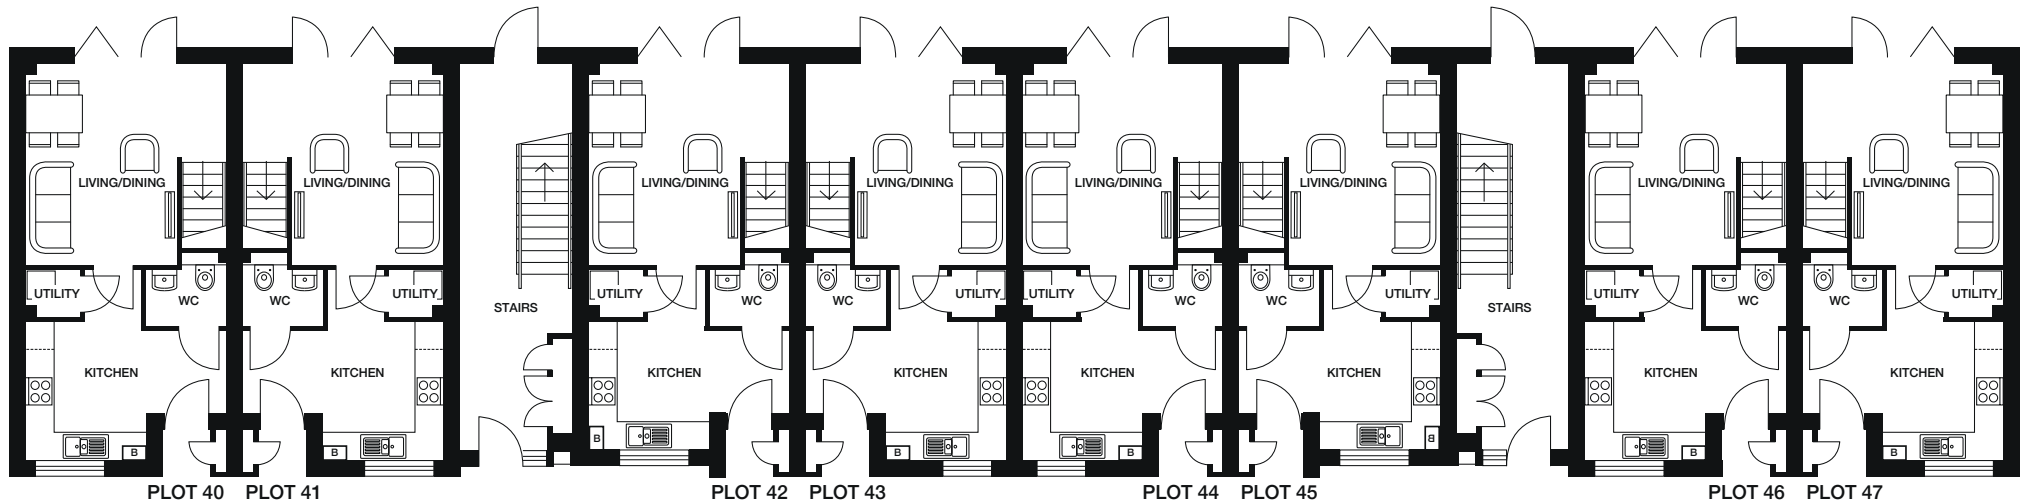 LIVING/DINING LIVING/DINING LIVING/DINING LIVING/DINING LIVING/DINING LIVING/DINING LIVING/DINING LIVING/DINING
UTILITY WC WC UTILITY STAIRS UTILITY WC WC UTILITY UTILITY WC WC UTILITY STAIRS UTILITY WC WC UTILITY
KITCHEN KITCHEN KITCHEN KITCHEN KITCHEN KITCHEN KITCHEN KITCHEN
B B B B B B B B
PLOT 40 PLOT 41 PLOT 42 PLOT 43 PLOT 44 PLOT 45 PLOT 46 PLOT 47